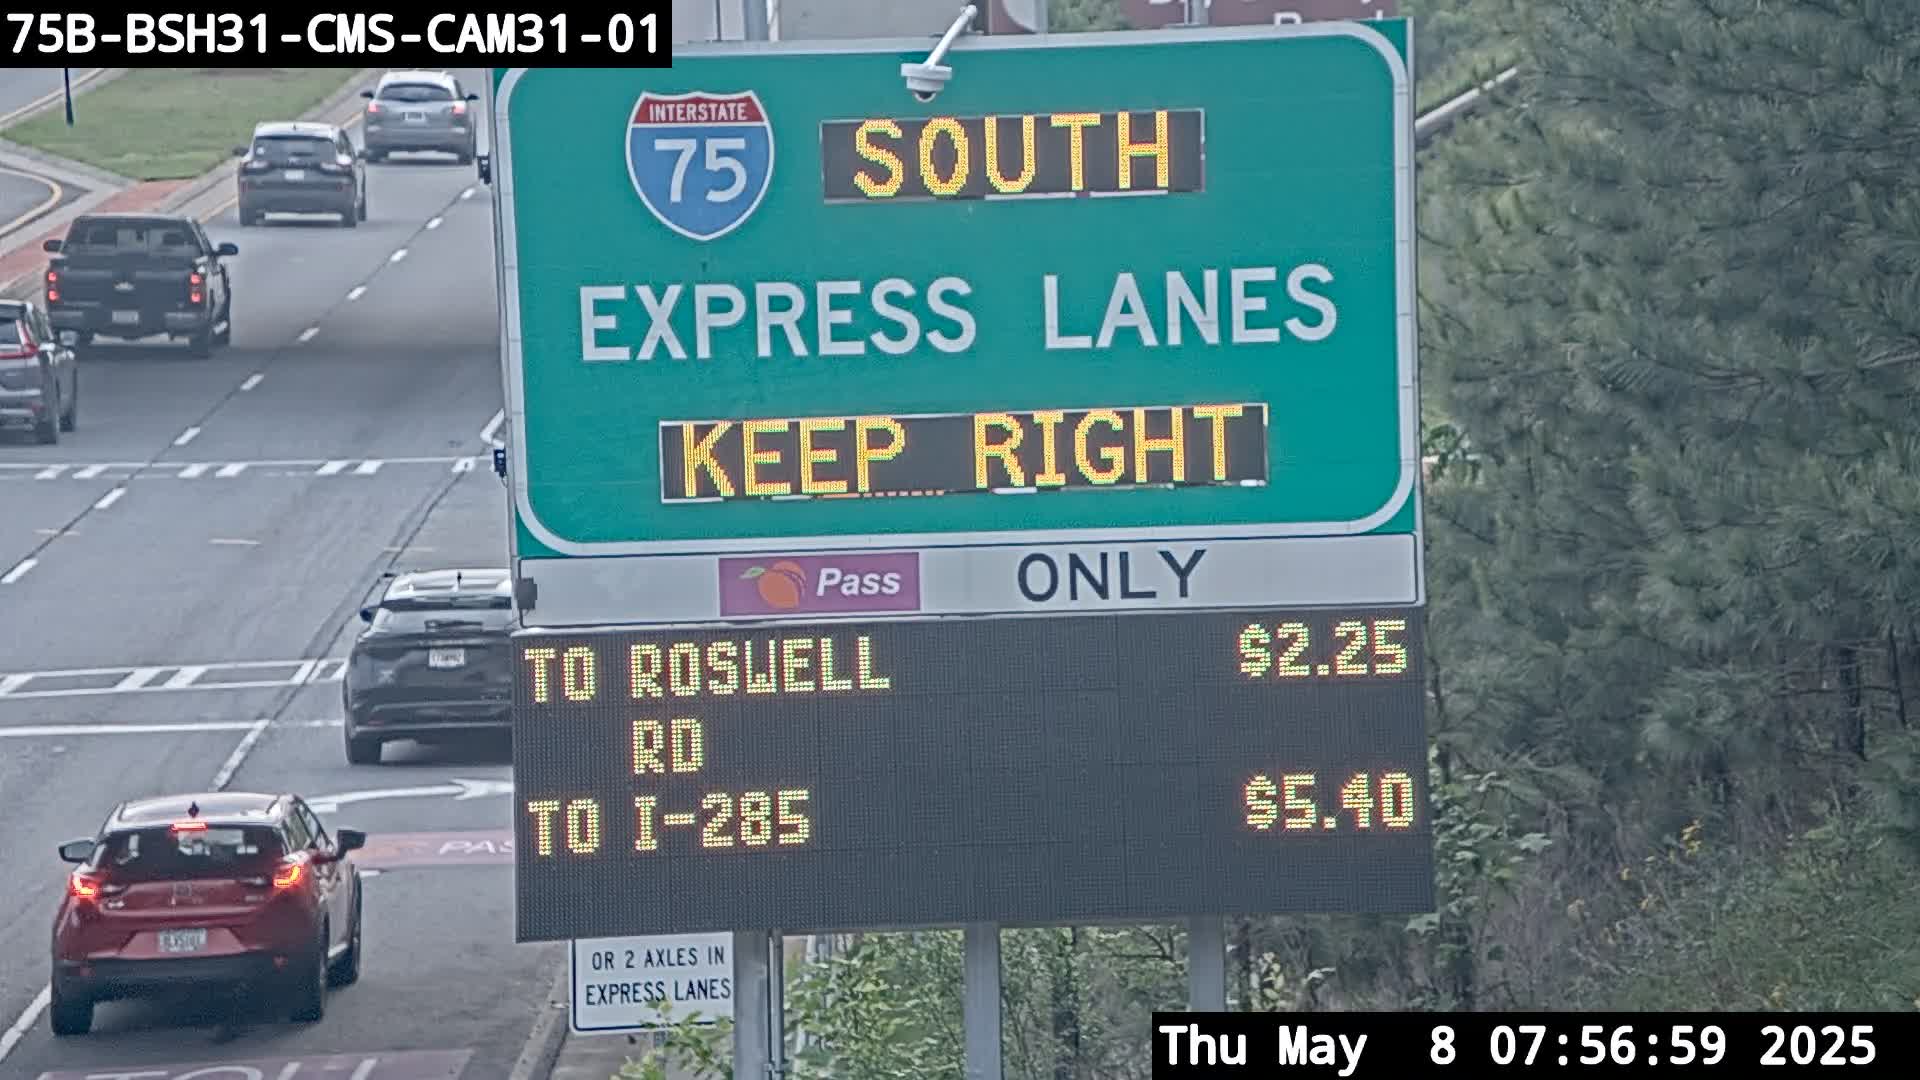 75B-BSH31-CMS-CAM31-01
INTERSTATE
75
SOUTH
EXPRESS LANES
KEEP RIGHT
Pass ONLY
TO ROSWELL $2.25
RD
TO I-285 $5.40
OR 2 AXLES IN
EXPRESS LANES
Thu May 8 07:56:59 2025